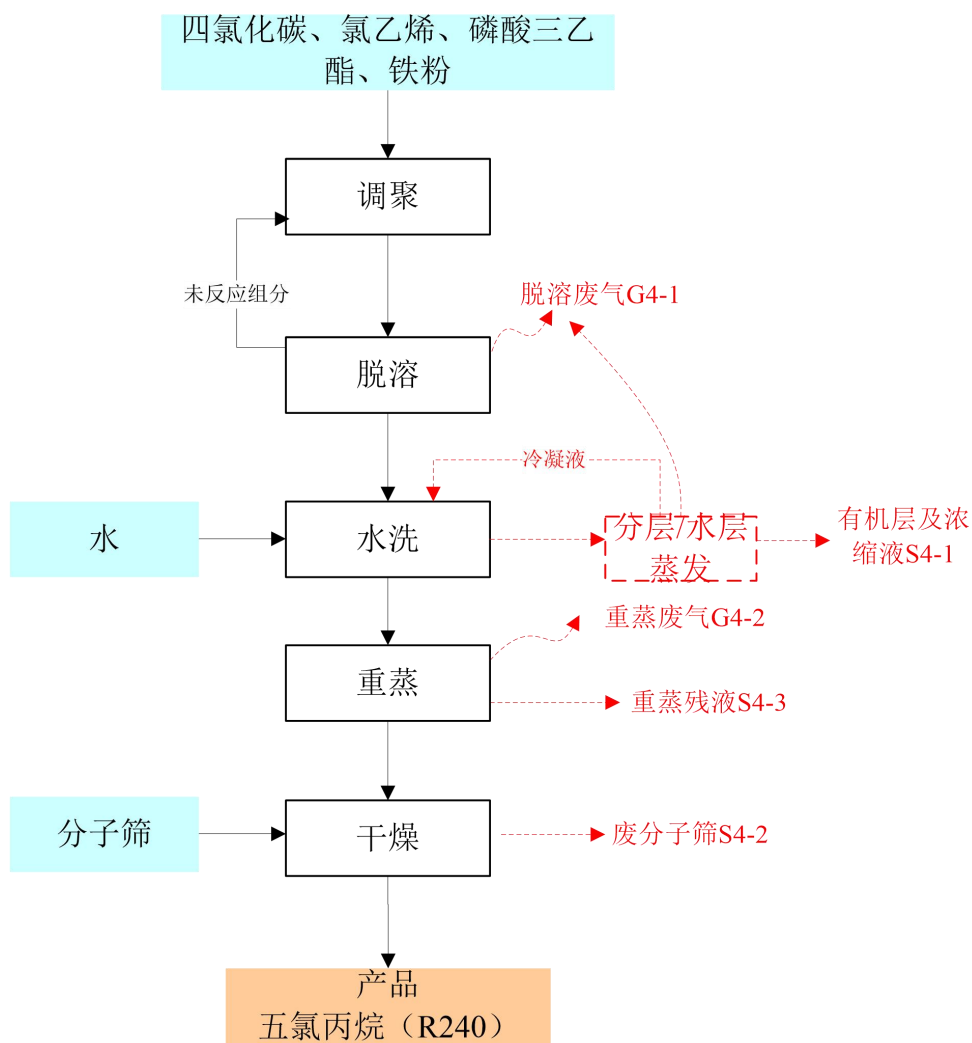 四氯化碳、氯乙烯、磷酸三乙
酯、铁粉
调聚
未反应组分
脱溶废气G4-1
脱溶
冷凝液
水
水洗
分层/水层
蒸发
有机层及浓
缩液S4-1
重蒸废气G4-2
重蒸
重蒸残液S4-3
分子筛
干燥
废分子筛S4-2
产品
五氯丙烷（R240）